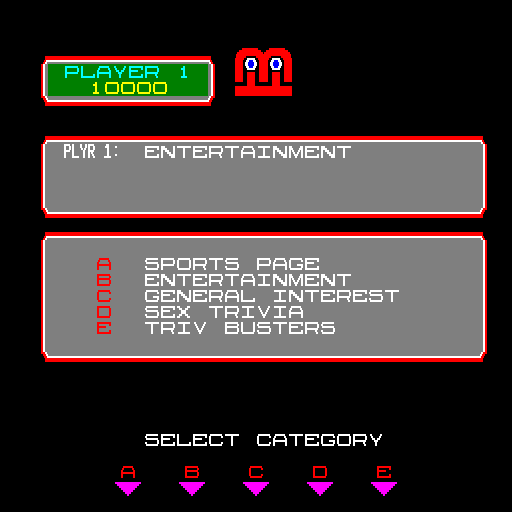 PLAYER 1
10000
PLYR 1: ENTERTAINMENT
A SPORTS PAGE
B ENTERTAINMENT
C GENERAL INTEREST
D SEX TRIVIA
E TRIV BUSTERS
SELECT CATEGORY
A B C D E